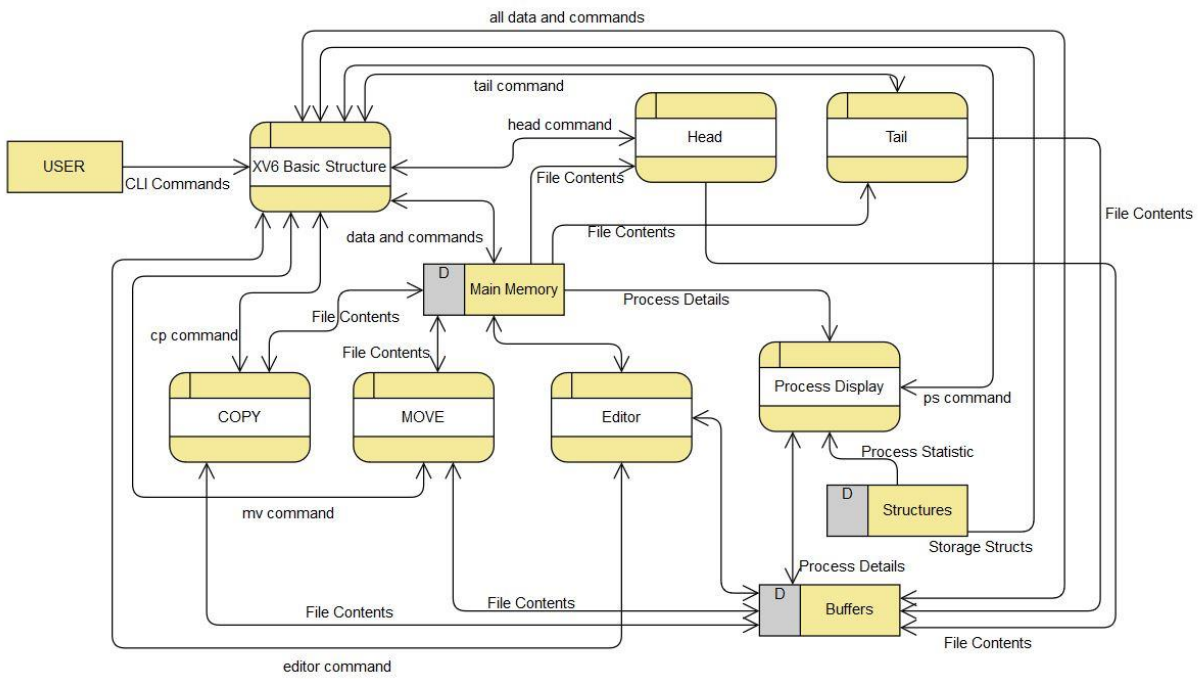 all data and commands
tail command
head command
Head
Tail
USER
XV6 Basic Structure
CLI Commands
File Contents
File Contents
File Contents
data and commands
D
Main Memory
Process Details
File Contents
cp command
File Contents
COPY
MOVE
Editor
Process Display
ps command
Process Statistic
D
Structures
mv command
Storage Structs
Process Details
D
Buffers
File Contents
File Contents
File Contents
editor command